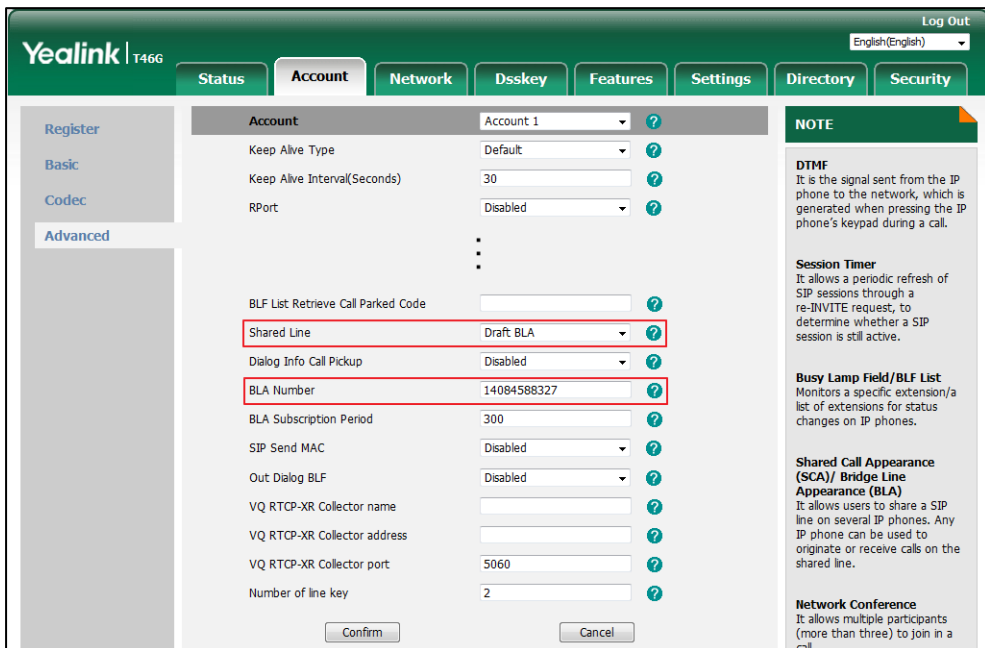 Log Out
Yealink T46G
English(English)
Status Account Network Dsskey Features Settings Directory Security
Register
Basic
Codec
Advanced
Account Account 1 ?
Keep Alive Type Default ?
Keep Alive Interval(Seconds) 30 ?
RPort Disabled ?
BLF List Retrieve Call Parked Code ?
Shared Line Draft BLA ?
Dialog Info Call Pickup Disabled ?
BLA Number 14084588327 ?
BLA Subscription Period 300 ?
SIP Send MAC Disabled ?
Out Dialog BLF Disabled ?
VQ RTCP-XR Collector name ?
VQ RTCP-XR Collector address ?
VQ RTCP-XR Collector port 5060 ?
Number of line key 2 ?
Confirm Cancel
NOTE
DTMF
It is the signal sent from the IP
phone to the network, which is
generated when pressing the IP
phone's keypad during a call.
Session Timer
It allows a periodic refresh of
SIP sessions through a
re-INVITE request, to
determine whether a SIP
session is still active.
Busy Lamp Field/BLF List
Monitors a specific extension/a
list of extensions for status
changes on IP phones.
Shared Call Appearance
(SCA)/ Bridge Line
Appearance (BLA)
It allows users to share a SIP
line on several IP phones. Any
IP phone can be used to
originate or receive calls on the
shared line.
Network Conference
It allows multiple participants
(more than three) to join in a
call.